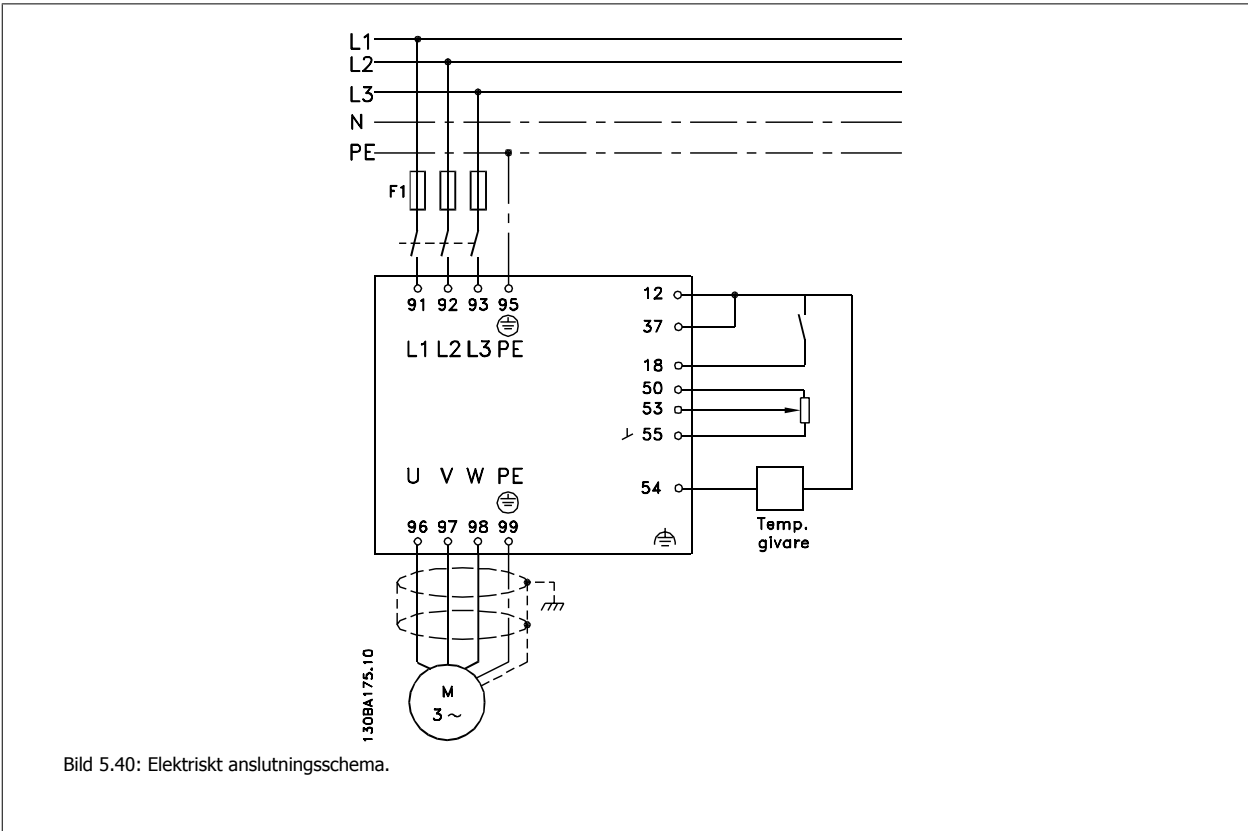 L1
L2
L3
N
PE
F1
91 92 93 95
L1 L2 L3 PE
12
37
18
50
53
55
54
U V W PE
96 97 98 99
Temp.
givare
M
3 ~
130BA175.10
Bild 5.40: Elektriskt anslutningsschema.